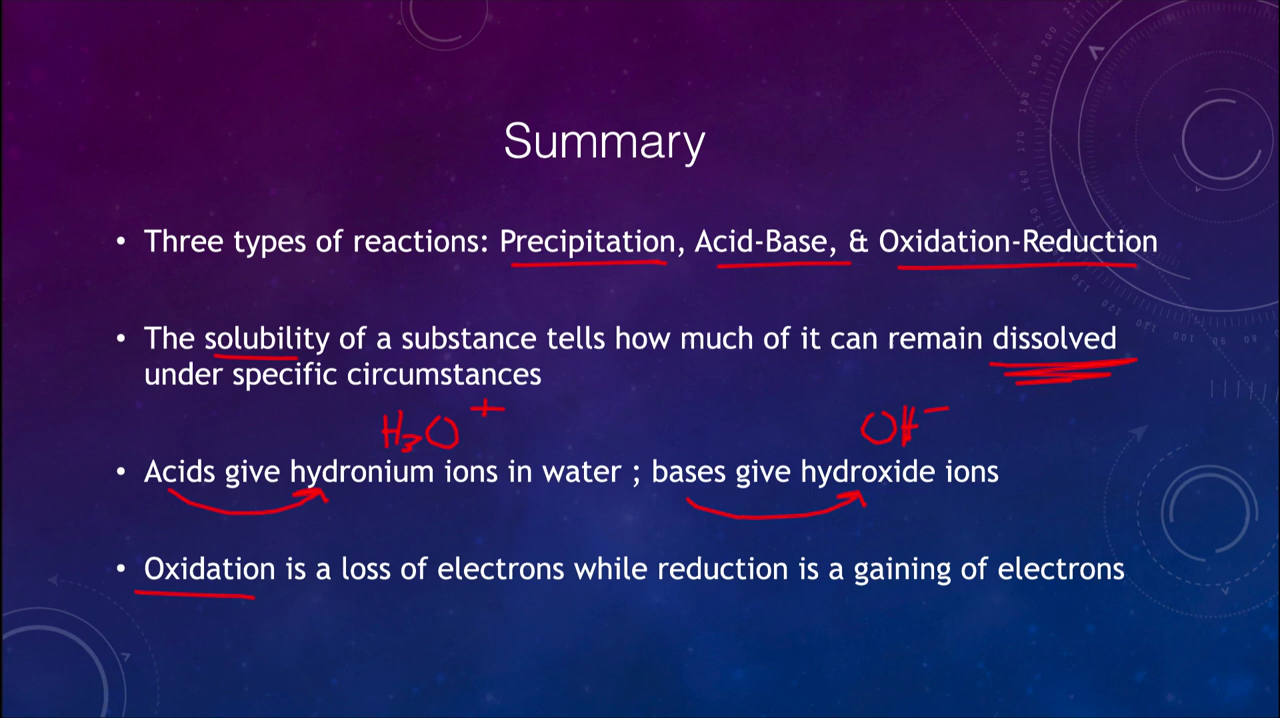 Summary
• Three types of reactions: Precipitation, Acid-Base, & Oxidation-Reduction
• The solubility of a substance tells how much of it can remain dissolved
under specific circumstances
H₃O⁺ OH⁻
• Acids give hydronium ions in water ; bases give hydroxide ions
• Oxidation is a loss of electrons while reduction is a gaining of electrons